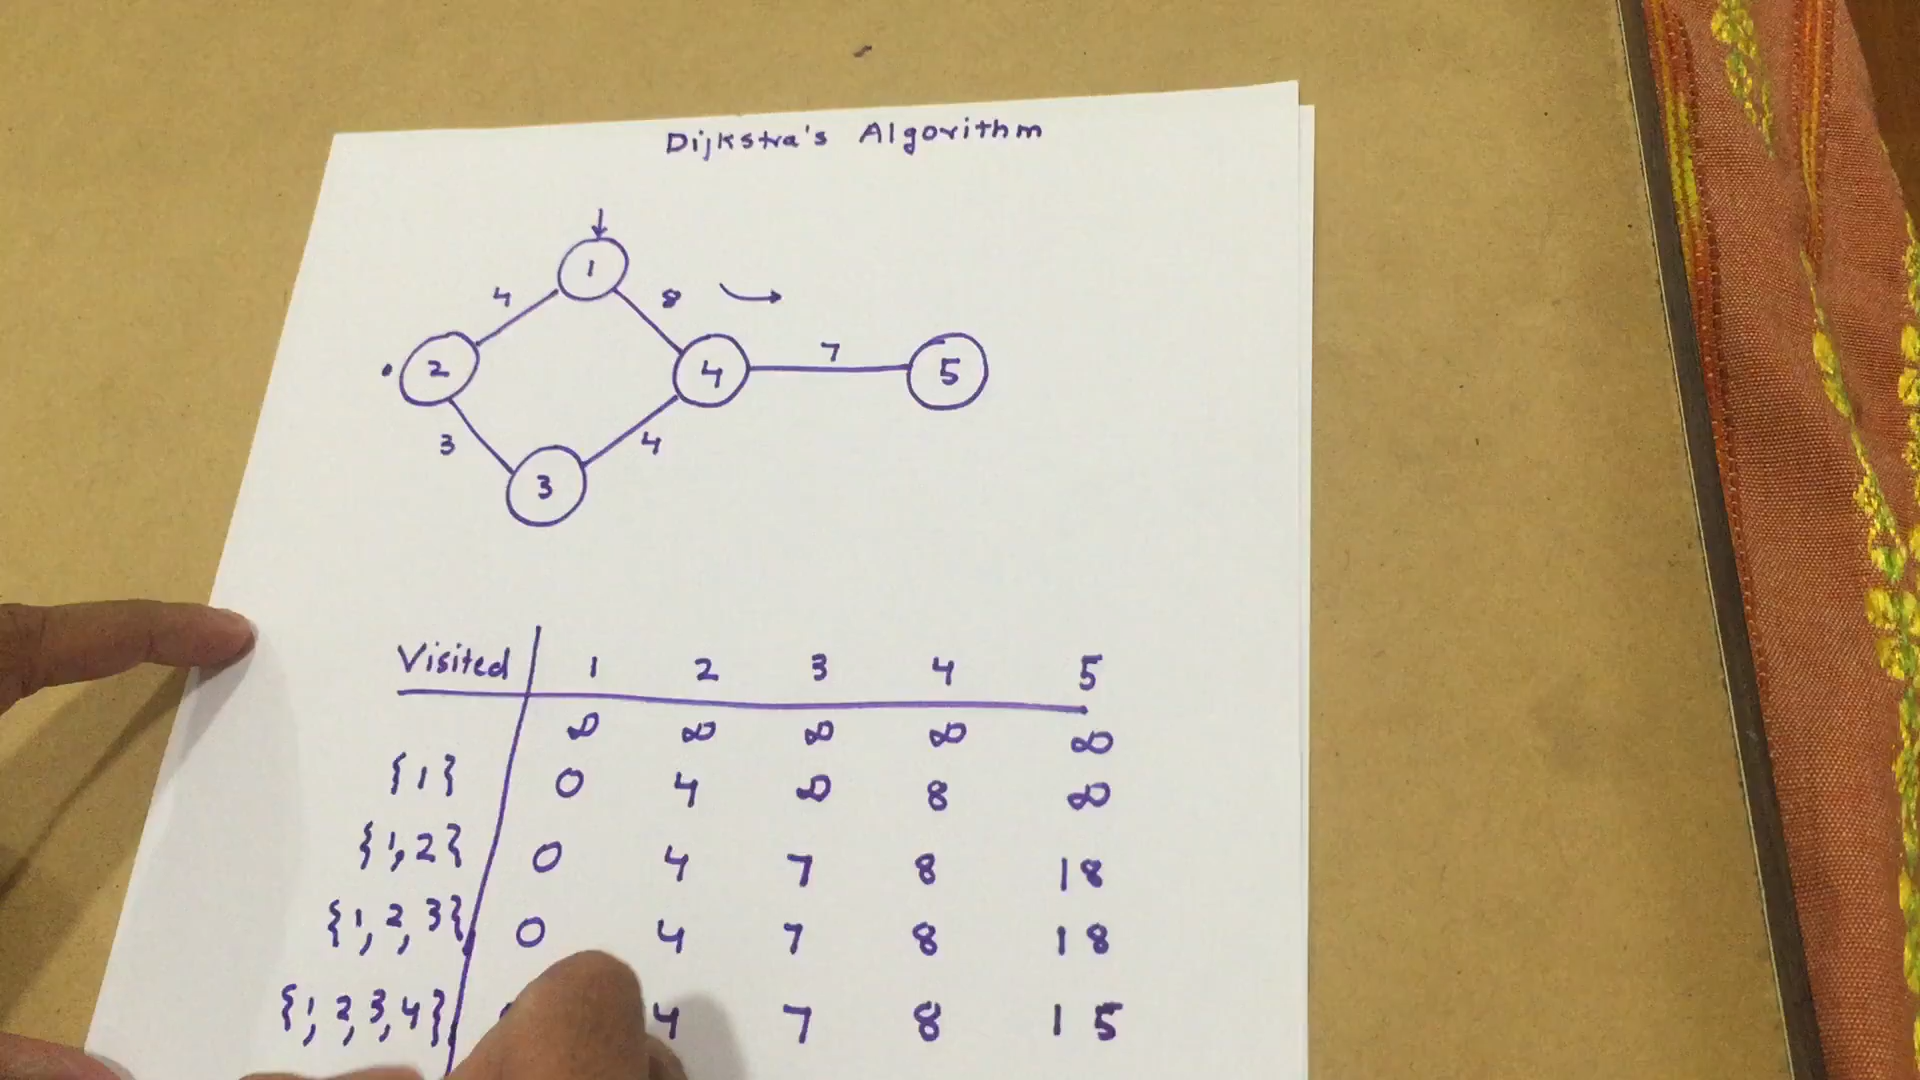 Dijkstra's Algorithm
1
4 8
2 4 7 5
3 4
3
Visited 1 2 3 4 5
∞ ∞ ∞ ∞ ∞
{1} 0 4 ∞ 8 ∞
{1,2} 0 4 7 8 18
{1,2,3} 0 4 7 8 18
{1,2,3,4} 4 7 8 15